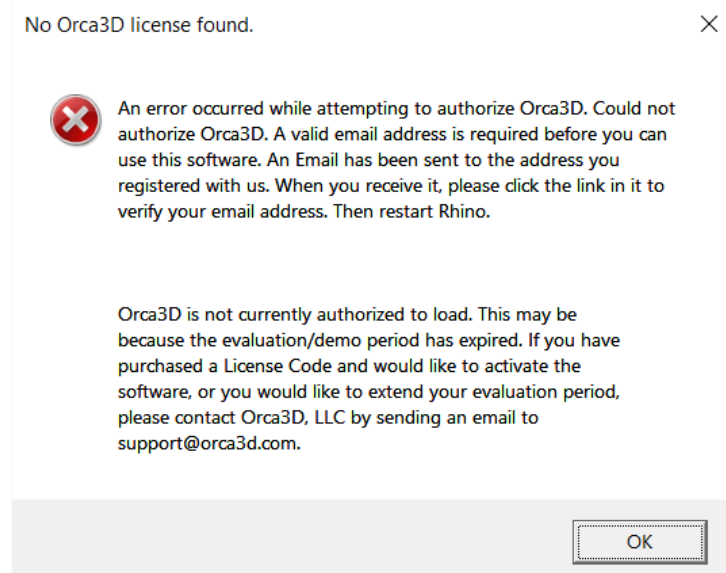 No Orca3D license found.
An error occurred while attempting to authorize Orca3D. Could not
authorize Orca3D. A valid email address is required before you can
use this software. An Email has been sent to the address you
registered with us. When you receive it, please click the link in it to
verify your email address. Then restart Rhino.
Orca3D is not currently authorized to load. This may be
because the evaluation/demo period has expired. If you have
purchased a License Code and would like to activate the
software, or you would like to extend your evaluation period,
please contact Orca3D, LLC by sending an email to
support@orca3d.com.
OK